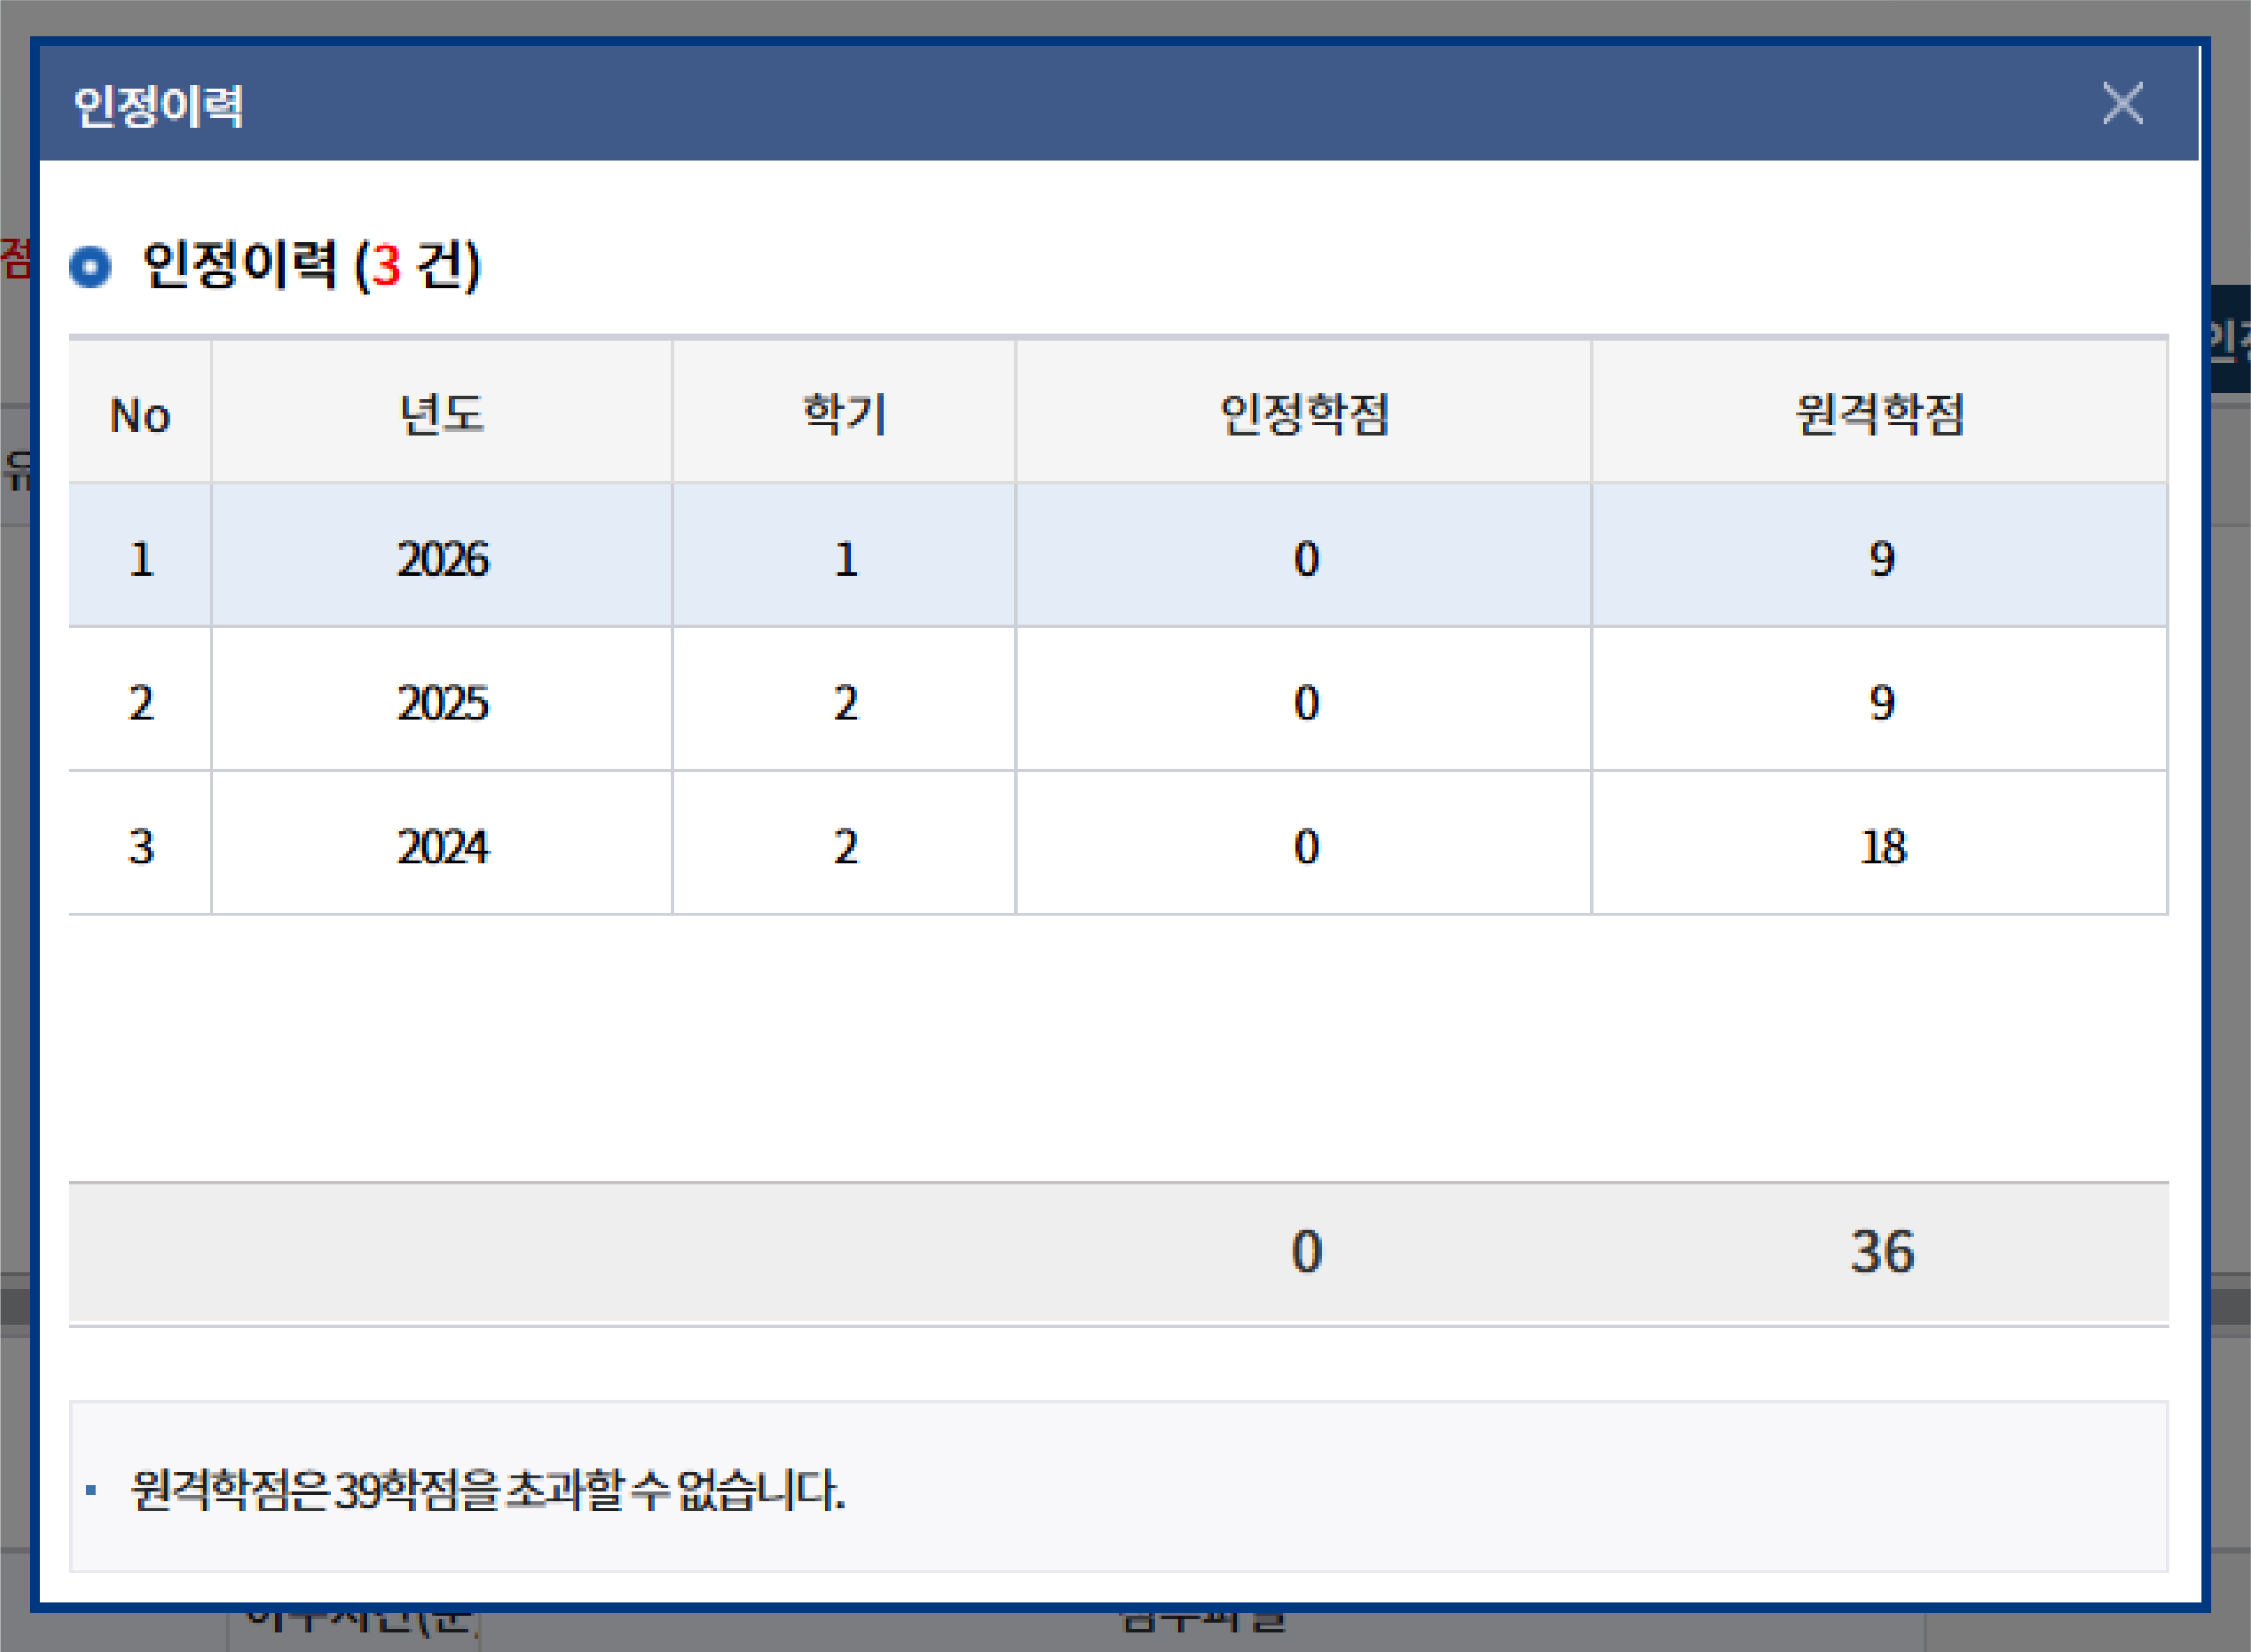 인정이력
인정이력 (3 건)
No 년도 학기 인정학점 원격학점
1 2026 1 0 9
2 2025 2 0 9
3 2024 2 0 18
0 36
원격학점은 39학점을 초과할 수 없습니다.